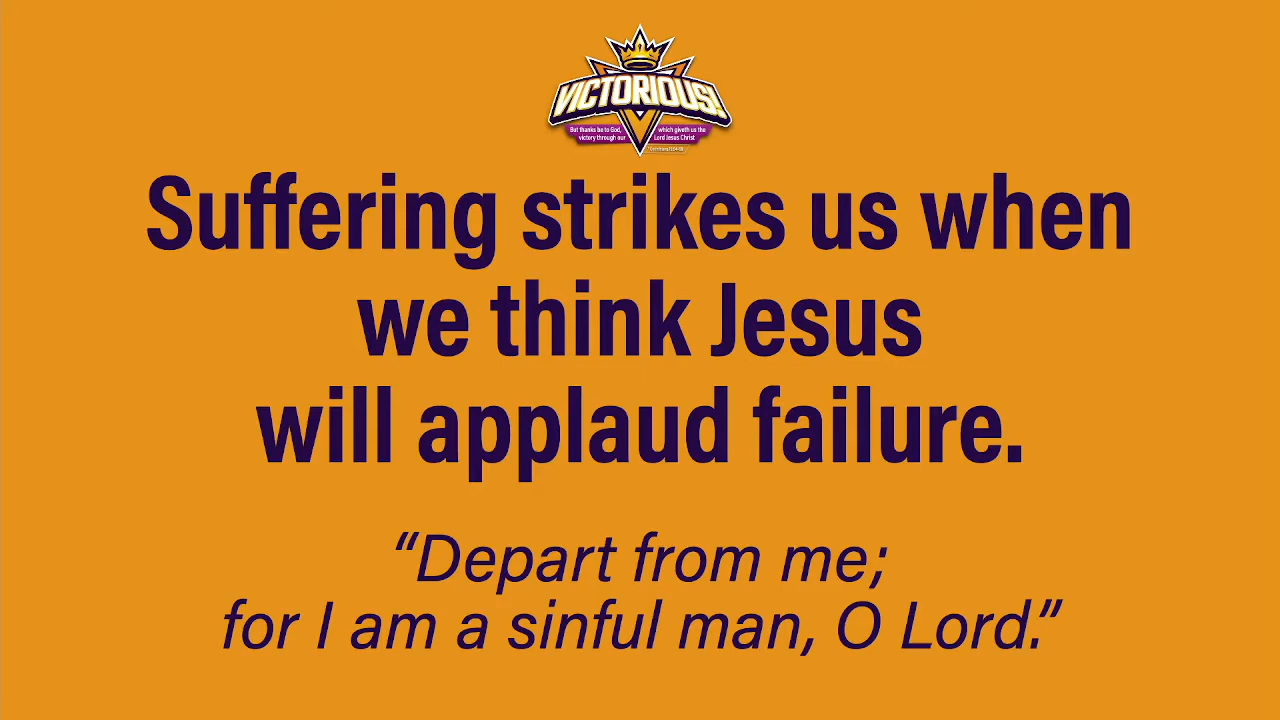 VICTORIOUS!
But thanks be to God, which giveth us the
victory through our Lord Jesus Christ
Suffering strikes us when
we think Jesus
will applaud failure.
“Depart from me;
for I am a sinful man, O Lord.”